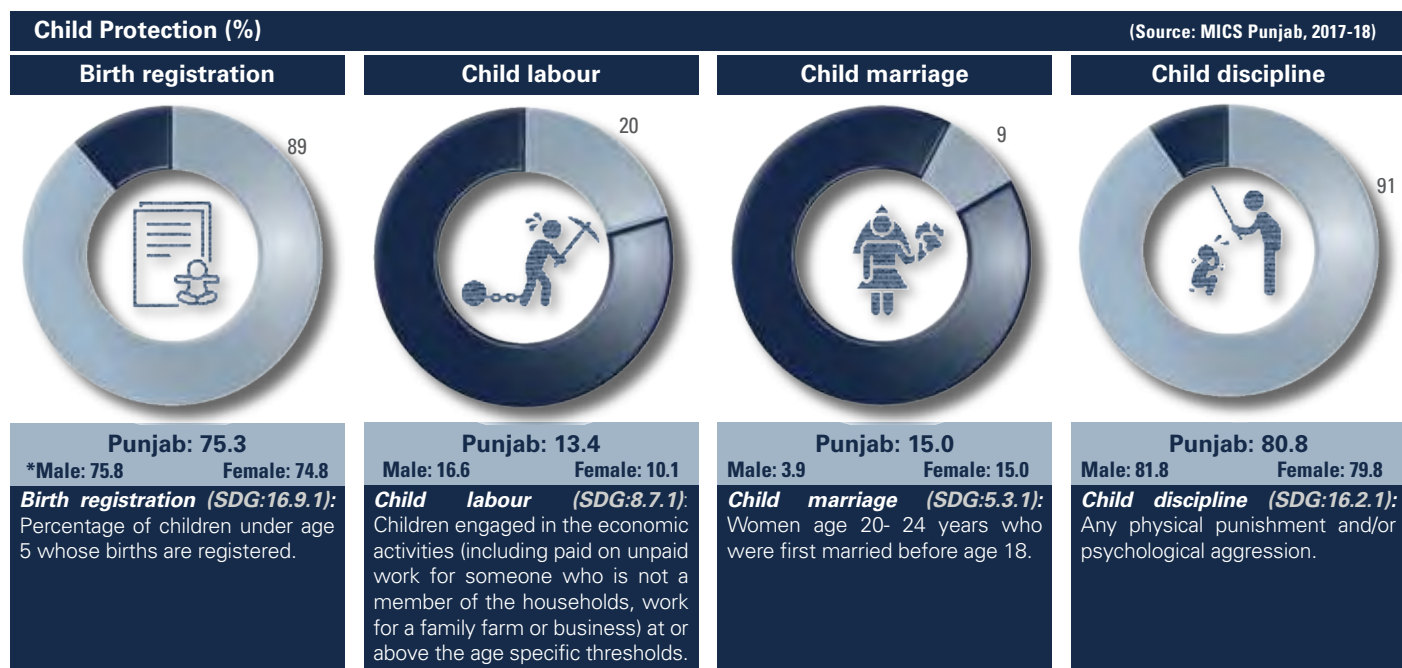 Child Protection (%)
(Source: MICS Punjab, 2017-18)
Birth registration
89
Punjab: 75.3
*Male: 75.8 Female: 74.8
Birth registration (SDG:16.9.1):
Percentage of children under age
5 whose births are registered.
Child labour
20
Punjab: 13.4
Male: 16.6 Female: 10.1
Child labour (SDG:8.7.1):
Children engaged in the economic
activities (including paid on unpaid
work for someone who is not a
member of the households, work
for a family farm or business) at or
above the age specific thresholds.
Child marriage
9
Punjab: 15.0
Male: 3.9 Female: 15.0
Child marriage (SDG:5.3.1):
Women age 20- 24 years who
were first married before age 18.
Child discipline
91
Punjab: 80.8
Male: 81.8 Female: 79.8
Child discipline (SDG:16.2.1):
Any physical punishment and/or
psychological aggression.